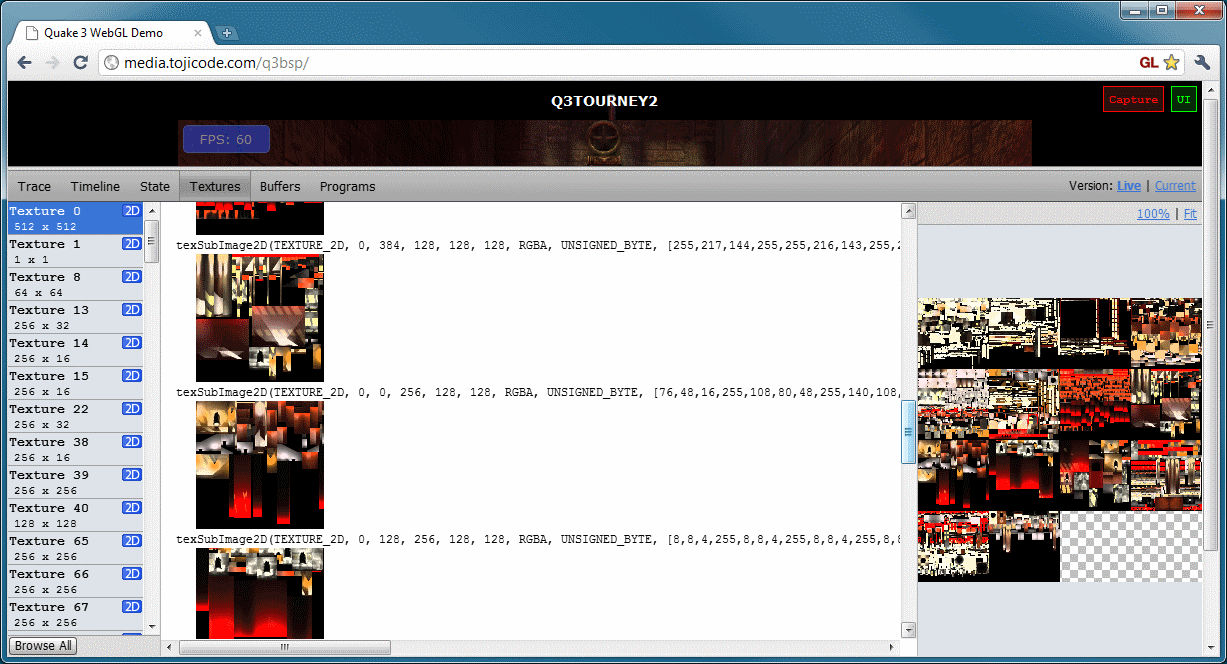 Quake 3 WebGL Demo
media.tojicode.com/q3bsp/
GL
Q3TOURNEY2
Capture
UI
FPS: 60
Trace Timeline State Textures Buffers Programs
Version: Live | Current
100% | Fit
Texture 0 2D
512 x 512
Texture 1 2D
1 x 1
Texture 8 2D
64 x 64
Texture 13 2D
256 x 32
Texture 14 2D
256 x 16
Texture 15 2D
256 x 16
Texture 22 2D
256 x 32
Texture 38 2D
256 x 16
Texture 39 2D
256 x 256
Texture 40 2D
128 x 128
Texture 65 2D
256 x 256
Texture 66 2D
256 x 256
Texture 67 2D
256 x 256
Browse All
texSubImage2D(TEXTURE_2D, 0, 384, 128, 128, 128, RGBA, UNSIGNED_BYTE, [255,217,144,255,255,216,143,255,2
texSubImage2D(TEXTURE_2D, 0, 0, 256, 128, 128, RGBA, UNSIGNED_BYTE, [76,48,16,255,108,80,48,255,140,108,
texSubImage2D(TEXTURE_2D, 0, 128, 256, 128, 128, RGBA, UNSIGNED_BYTE, [8,8,4,255,8,8,4,255,8,8,4,255,8,8